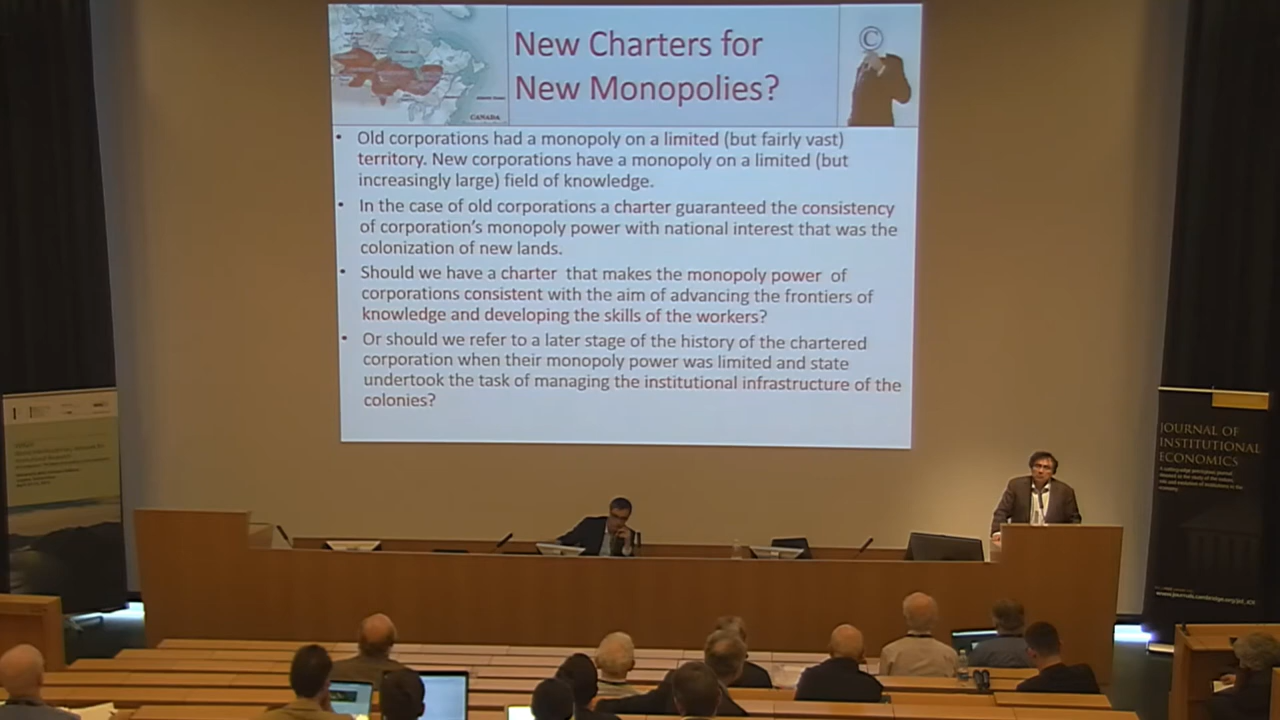 New Charters for
New Monopolies?
©
CANADA
• Old corporations had a monopoly on a limited (but fairly vast)
territory. New corporations have a monopoly on a limited (but
increasingly large) field of knowledge.
• In the case of old corporations a charter guaranteed the consistency
of corporation's monopoly power with national interest that was the
colonization of new lands.
• Should we have a charter that makes the monopoly power of
corporations consistent with the aim of advancing the frontiers of
knowledge and developing the skills of the workers?
• Or should we refer to a later stage of the history of the chartered
corporation when their monopoly power was limited and state
undertook the task of managing the institutional infrastructure of the
colonies?
JOURNAL OF
INSTITUTIONAL
ECONOMICS